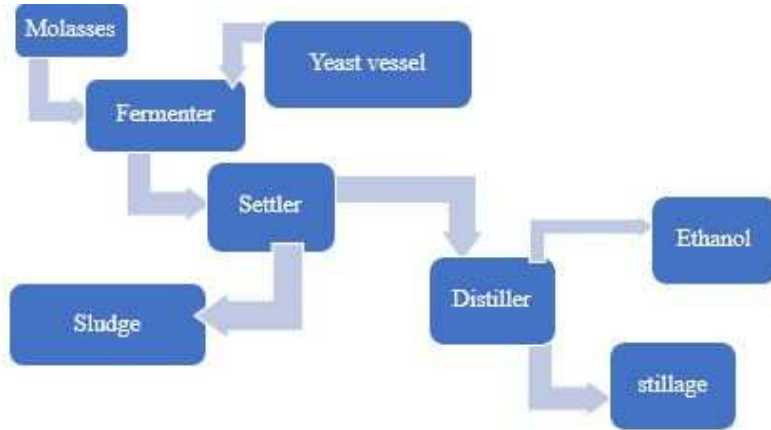 Molasses
Yeast vessel
Fermenter
Settler
Ethanol
Distiller
Sludge
stillage